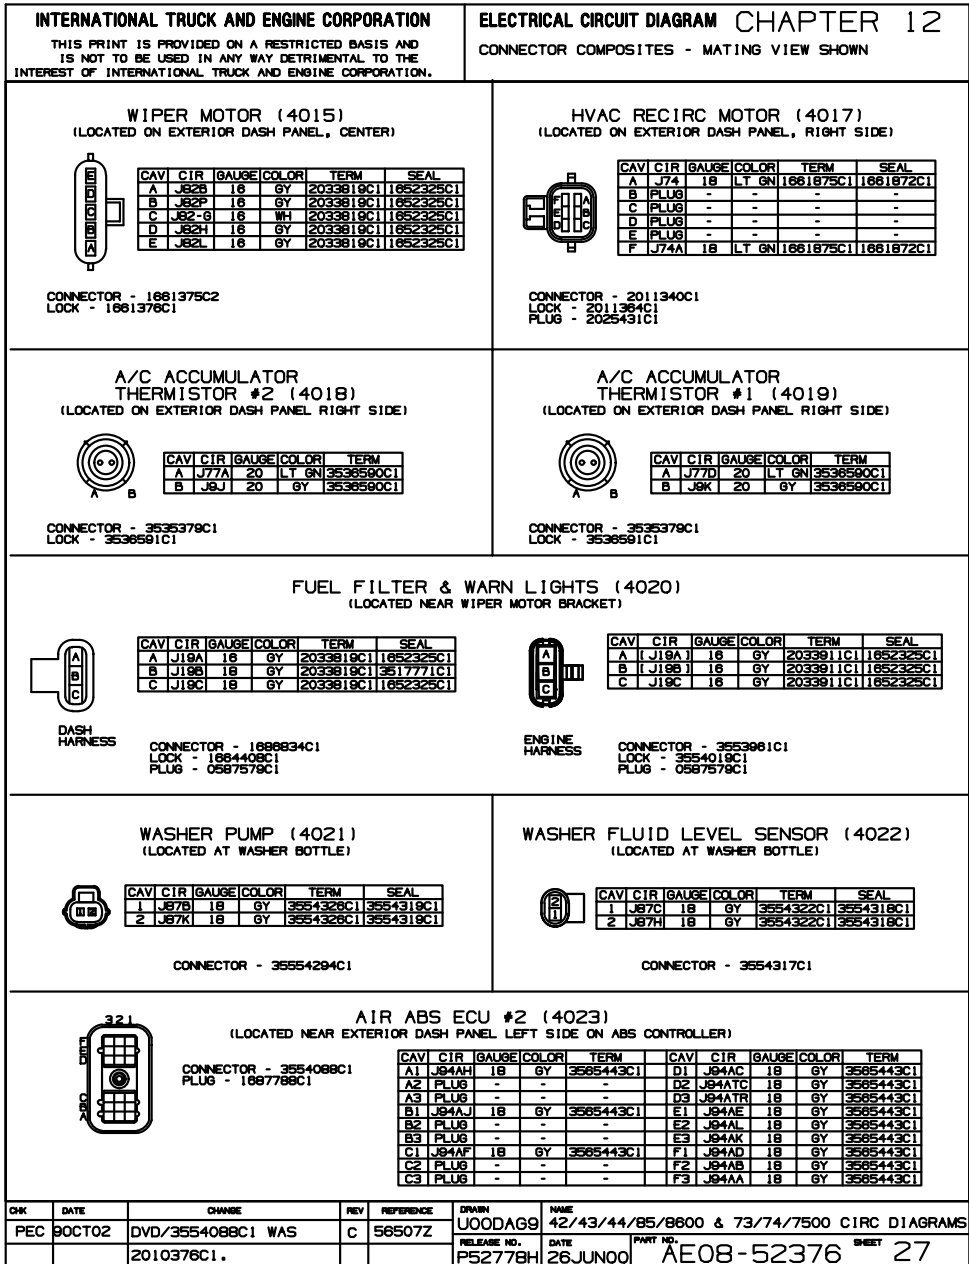 INTERNATIONAL TRUCK AND ENGINE CORPORATION
THIS PRINT IS PROVIDED ON A RESTRICTED BASIS AND
IS NOT TO BE USED IN ANY WAY DETRIMENTAL TO THE
INTEREST OF INTERNATIONAL TRUCK AND ENGINE CORPORATION.
ELECTRICAL CIRCUIT DIAGRAM CHAPTER 12
CONNECTOR COMPOSITES - MATING VIEW SHOWN
WIPER MOTOR (4015)
(LOCATED ON EXTERIOR DASH PANEL, CENTER)
E
D
C
B
A
CAV CIR GAUGE COLOR TERM SEAL
A J82B 16 GY 2033819C1 1652325C1
B J82P 16 GY 2033819C1 1652325C1
C J82-G 16 WH 2033819C1 1652325C1
D J82H 16 GY 2033819C1 1652325C1
E J82L 16 GY 2033819C1 1652325C1
CONNECTOR - 1661375C2
LOCK - 1661376C1
HVAC RECIRC MOTOR (4017)
(LOCATED ON EXTERIOR DASH PANEL, RIGHT SIDE)
F A
E B
D C
CAV CIR GAUGE COLOR TERM SEAL
A J74 18 LT GN 1661875C1 1661872C1
B PLUG - - - -
C PLUG - - - -
D PLUG - - - -
E PLUG - - - -
F J74A 18 LT GN 1661875C1 1661872C1
CONNECTOR - 2011340C1
LOCK - 2011364C1
PLUG - 2025431C1
A/C ACCUMULATOR
THERMISTOR #2 (4018)
(LOCATED ON EXTERIOR DASH PANEL RIGHT SIDE)
A B
CAV CIR GAUGE COLOR TERM
A J77A 20 LT GN 3536590C1
B J9J 20 GY 3536590C1
CONNECTOR - 3535379C1
LOCK - 3536591C1
A/C ACCUMULATOR
THERMISTOR #1 (4019)
(LOCATED ON EXTERIOR DASH PANEL RIGHT SIDE)
A B
CAV CIR GAUGE COLOR TERM
A J77D 20 LT GN 3536590C1
B J9K 20 GY 3536590C1
CONNECTOR - 3535379C1
LOCK - 3536591C1
FUEL FILTER & WARN LIGHTS (4020)
(LOCATED NEAR WIPER MOTOR BRACKET)
A
B
C
DASH
HARNESS
CAV CIR GAUGE COLOR TERM SEAL
A J19A 16 GY 2033819C1 1652325C1
B J19B 18 GY 2033819C1 3517771C1
C J19C 18 GY 2033819C1 1652325C1
CONNECTOR - 1686834C1
LOCK - 1664408C1
PLUG - 0587579C1
A
B
C
ENGINE
HARNESS
CAV CIR GAUGE COLOR TERM SEAL
A [J19A] 16 GY 2033911C1 1652325C1
B [J19B] 16 GY 2033911C1 1652325C1
C J19C 16 GY 2033911C1 1652325C1
CONNECTOR - 3553961C1
LOCK - 3554019C1
PLUG - 0587579C1
WASHER PUMP (4021)
(LOCATED AT WASHER BOTTLE)
1 2
CAV CIR GAUGE COLOR TERM SEAL
1 J87B 18 GY 3554326C1 3554319C1
2 J87K 18 GY 3554326C1 3554319C1
CONNECTOR - 35554294C1
WASHER FLUID LEVEL SENSOR (4022)
(LOCATED AT WASHER BOTTLE)
2
1
CAV CIR GAUGE COLOR TERM SEAL
1 J87C 18 GY 3554322C1 3554318C1
2 J87H 18 GY 3554322C1 3554318C1
CONNECTOR - 3554317C1
AIR ABS ECU #2 (4023)
(LOCATED NEAR EXTERIOR DASH PANEL LEFT SIDE ON ABS CONTROLLER)
321
F
E
D
C
B
A
CONNECTOR - 3554088C1
PLUG - 1687788C1
CAV CIR GAUGE COLOR TERM CAV CIR GAUGE COLOR TERM
A1 J94AH 18 GY 3565443C1 D1 J94AC 18 GY 3565443C1
A2 PLUG - - - D2 J94ATC 18 GY 3565443C1
A3 PLUG - - - D3 J94ATR 18 GY 3565443C1
B1 J94AJ 18 GY 3565443C1 E1 J94AE 18 GY 3565443C1
B2 PLUG - - - E2 J94AL 18 GY 3565443C1
B3 PLUG - - - E3 J94AK 18 GY 3565443C1
C1 J94AF 18 GY 3565443C1 F1 J94AD 18 GY 3565443C1
C2 PLUG - - - F2 J94AB 18 GY 3565443C1
C3 PLUG - - - F3 J94AA 18 GY 3565443C1
CHK DATE CHANGE REV REFERENCE DRAWN NAME
PEC 9OCT02 DVD/3554088C1 WAS C 56507Z U00DAG9 42/43/44/85/8600 & 73/74/7500 CIRC DIAGRAMS
2010376C1.
RELEASE NO. DATE PART NO. SHEET
P52778H 26JUN00 AE08-52376 27